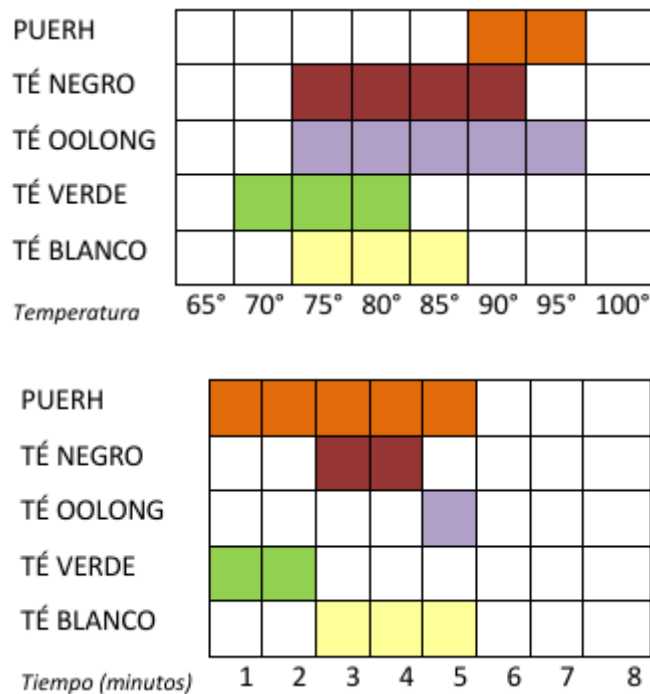 PUERH
TÉ NEGRO
TÉ OOLONG
TÉ VERDE
TÉ BLANCO
Temperatura 65° 70° 75° 80° 85° 90° 95° 100°
PUERH
TÉ NEGRO
TÉ OOLONG
TÉ VERDE
TÉ BLANCO
Tiempo (minutos) 1 2 3 4 5 6 7 8